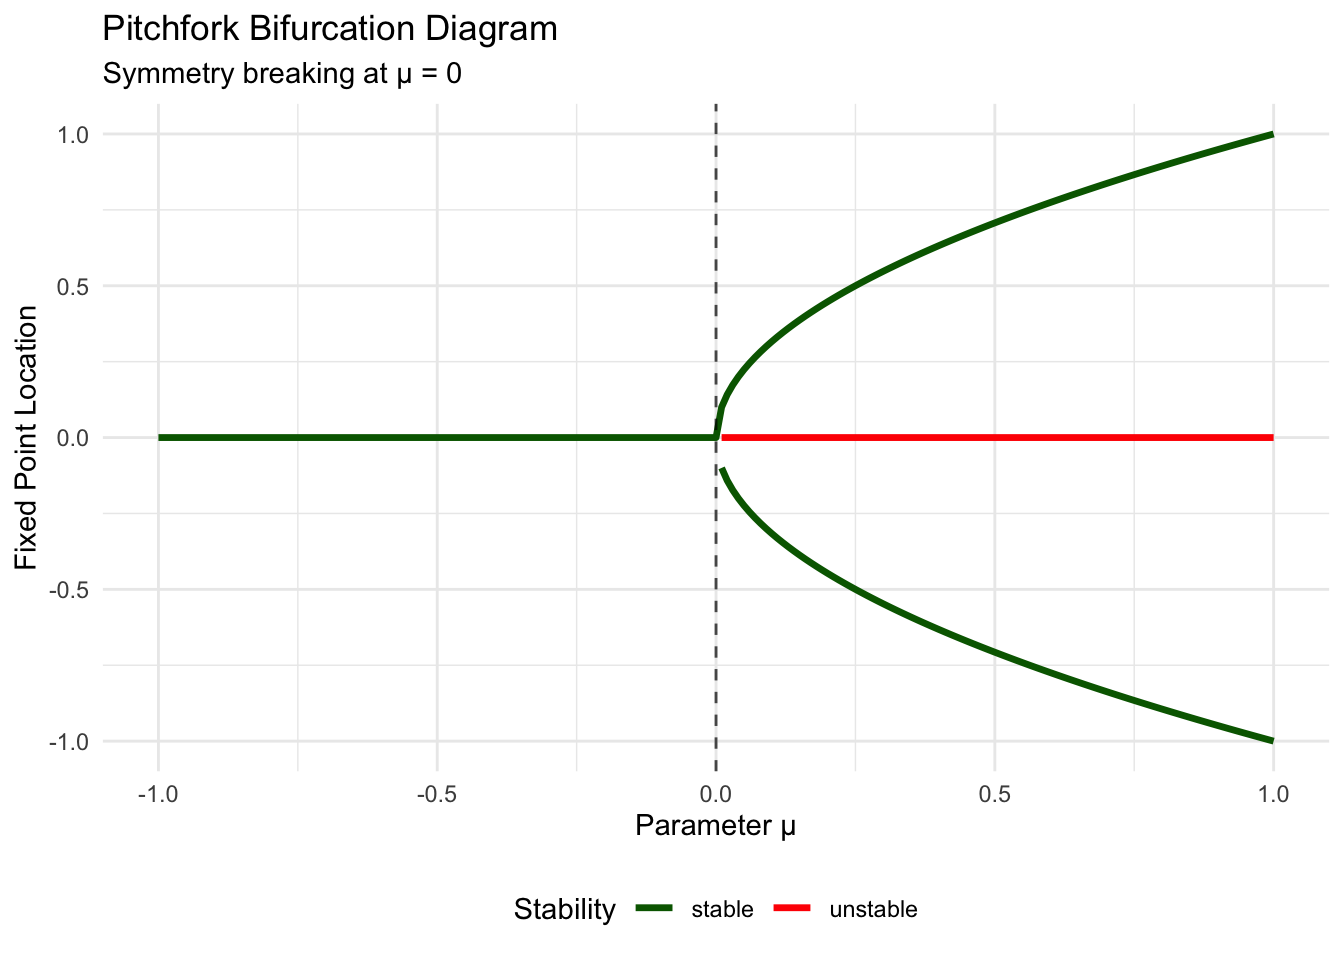 Pitchfork Bifurcation Diagram
Symmetry breaking at μ = 0
1.0
0.5
0.0
-0.5
-1.0
Fixed Point Location
-1.0 -0.5 0.0 0.5 1.0
Parameter μ
Stability stable unstable